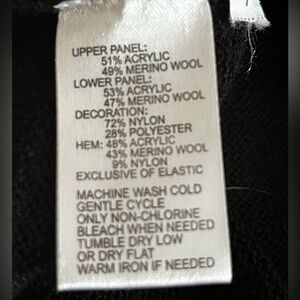 UPPER PANEL:
51% ACRYLIC
49% MERINO WOOL
LOWER PANEL:
53% ACRYLIC
47% MERINO WOOL
DECORATION:
72% NYLON
28% POLYESTER
HEM: 48% ACRYLIC
43% MERINO WOOL
9% NYLON
EXCLUSIVE OF ELASTIC
MACHINE WASH COLD
GENTLE CYCLE
ONLY NON-CHLORINE
BLEACH WHEN NEEDED
TUMBLE DRY LOW
OR DRY FLAT
WARM IRON IF NEEDED